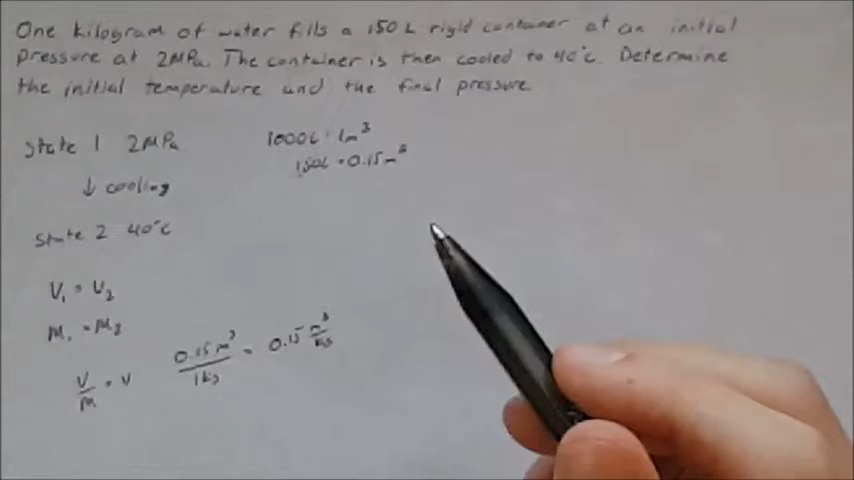 One kilogram of water fills a 150 L rigid container at an initial
pressure at 2MPa. The container is then cooled to 40°C. Determine
the initial temperature and the final pressure.
State 1 2MPa
1000L = 1m³
150L = 0.15m³
↓ cooling
State 2 40°C
V₁ = V₂
m₁ = m₂
V/m = v
0.15m³/1kg = 0.15 m³/kg